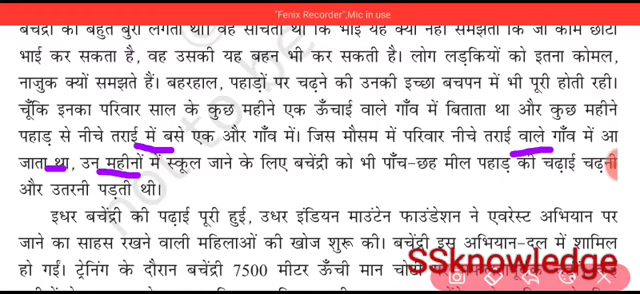 "Fenix Recorder",Mic in use
बचेंद्री को बहुत बुरा लगता था। वह सोचती थी कि भाई यह क्यों नहीं समझता कि जो काम छोटा
भाई कर सकता है, वह उसकी यह बहन भी कर सकती है। लोग लड़कियों को इतना कोमल,
नाजुक क्यों समझते हैं। बहरहाल, पहाड़ों पर चढ़ने की उनकी इच्छा बचपन में भी पूरी होती रही।
चूँकि इनका परिवार साल के कुछ महीने एक ऊँचाई वाले गाँव में बिताता था और कुछ महीने
पहाड़ से नीचे तराई में बसे एक और गाँव में। जिस मौसम में परिवार नीचे तराई वाले गाँव में आ
जाता था, उन महीनों में स्कूल जाने के लिए बचेंद्री को भी पाँच-छह मील पहाड़ की चढ़ाई चढ़नी
और उतरनी पड़ती थी।
इधर बचेंद्री की पढ़ाई पूरी हुई, उधर इंडियन माउंटेन फाउंडेशन ने एवरेस्ट अभियान पर
जाने का साहस रखने वाली महिलाओं की खोज शुरू की। बचेंद्री इस अभियान-दल में शामिल
हो गईं। ट्रेनिंग के दौरान बचेंद्री 7500 मीटर ऊँची मान चोटी
SSknowledge